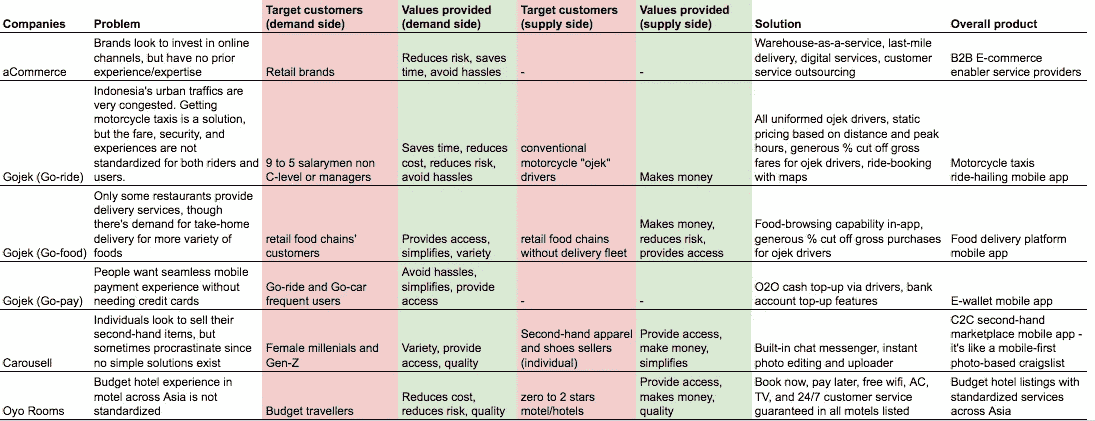 Companies
Problem
Target customers
(demand side)
Values provided
(demand side)
Target customers
(supply side)
Values provided
(supply side)
Solution
Overall product
aCommerce
Brands look to invest in online
channels, but have no prior
experience/expertise
Retail brands
Reduces risk, saves
time, avoid hassles
-
-
Warehouse-as-a-service, last-mile
delivery, digital services, customer
service outsourcing
B2B E-commerce
enabler service providers
Gojek (Go-ride)
Indonesia's urban traffics are
very congested. Getting
motorcycle taxis is a solution,
but the fare, security, and
experiences are not
standardized for both riders and
users.
9 to 5 salarymen non
C-level or managers
Saves time, reduces
cost, reduces risk,
avoid hassles
conventional
motorcycle "ojek"
drivers
Makes money
All uniformed ojek drivers, static
pricing based on distance and peak
hours, generous % cut off gross
fares for ojek drivers, ride-booking
with maps
Motorcycle taxis
ride-hailing mobile app
Gojek (Go-food)
Only some restaurants provide
delivery services, though
there's demand for take-home
delivery for more variety of
foods
retail food chains'
customers
Provides access,
simplifies, variety
retail food chains
without delivery fleet
Makes money,
reduces risk,
provides access
Food-browsing capability in-app,
generous % cut off gross purchases
for ojek drivers
Food delivery platform
mobile app
Gojek (Go-pay)
People want seamless mobile
payment experience without
needing credit cards
Go-ride and Go-car
frequent users
Avoid hassles,
simplifies, provide
access
-
-
O2O cash top-up via drivers, bank
account top-up features
E-wallet mobile app
Carousell
Individuals look to sell their
second-hand items, but
sometimes procrastinate since
no simple solutions exist
Female millenials and
Gen-Z
Variety, provide
access, quality
Second-hand apparel
and shoes sellers
(individual)
Provide access,
make money,
simplifies
Built-in chat messenger, instant
photo editing and uploader
C2C second-hand
marketplace mobile app -
it's like a mobile-first
photo-based craigslist
Oyo Rooms
Budget hotel experience in
motel across Asia is not
standardized
Budget travellers
Reduces cost,
reduces risk, quality
zero to 2 stars
motel/hotels
Provide access,
makes money,
quality
Book now, pay later, free wifi, AC,
TV, and 24/7 customer service
guaranteed in all motels listed
Budget hotel listings with
standardized services
across Asia